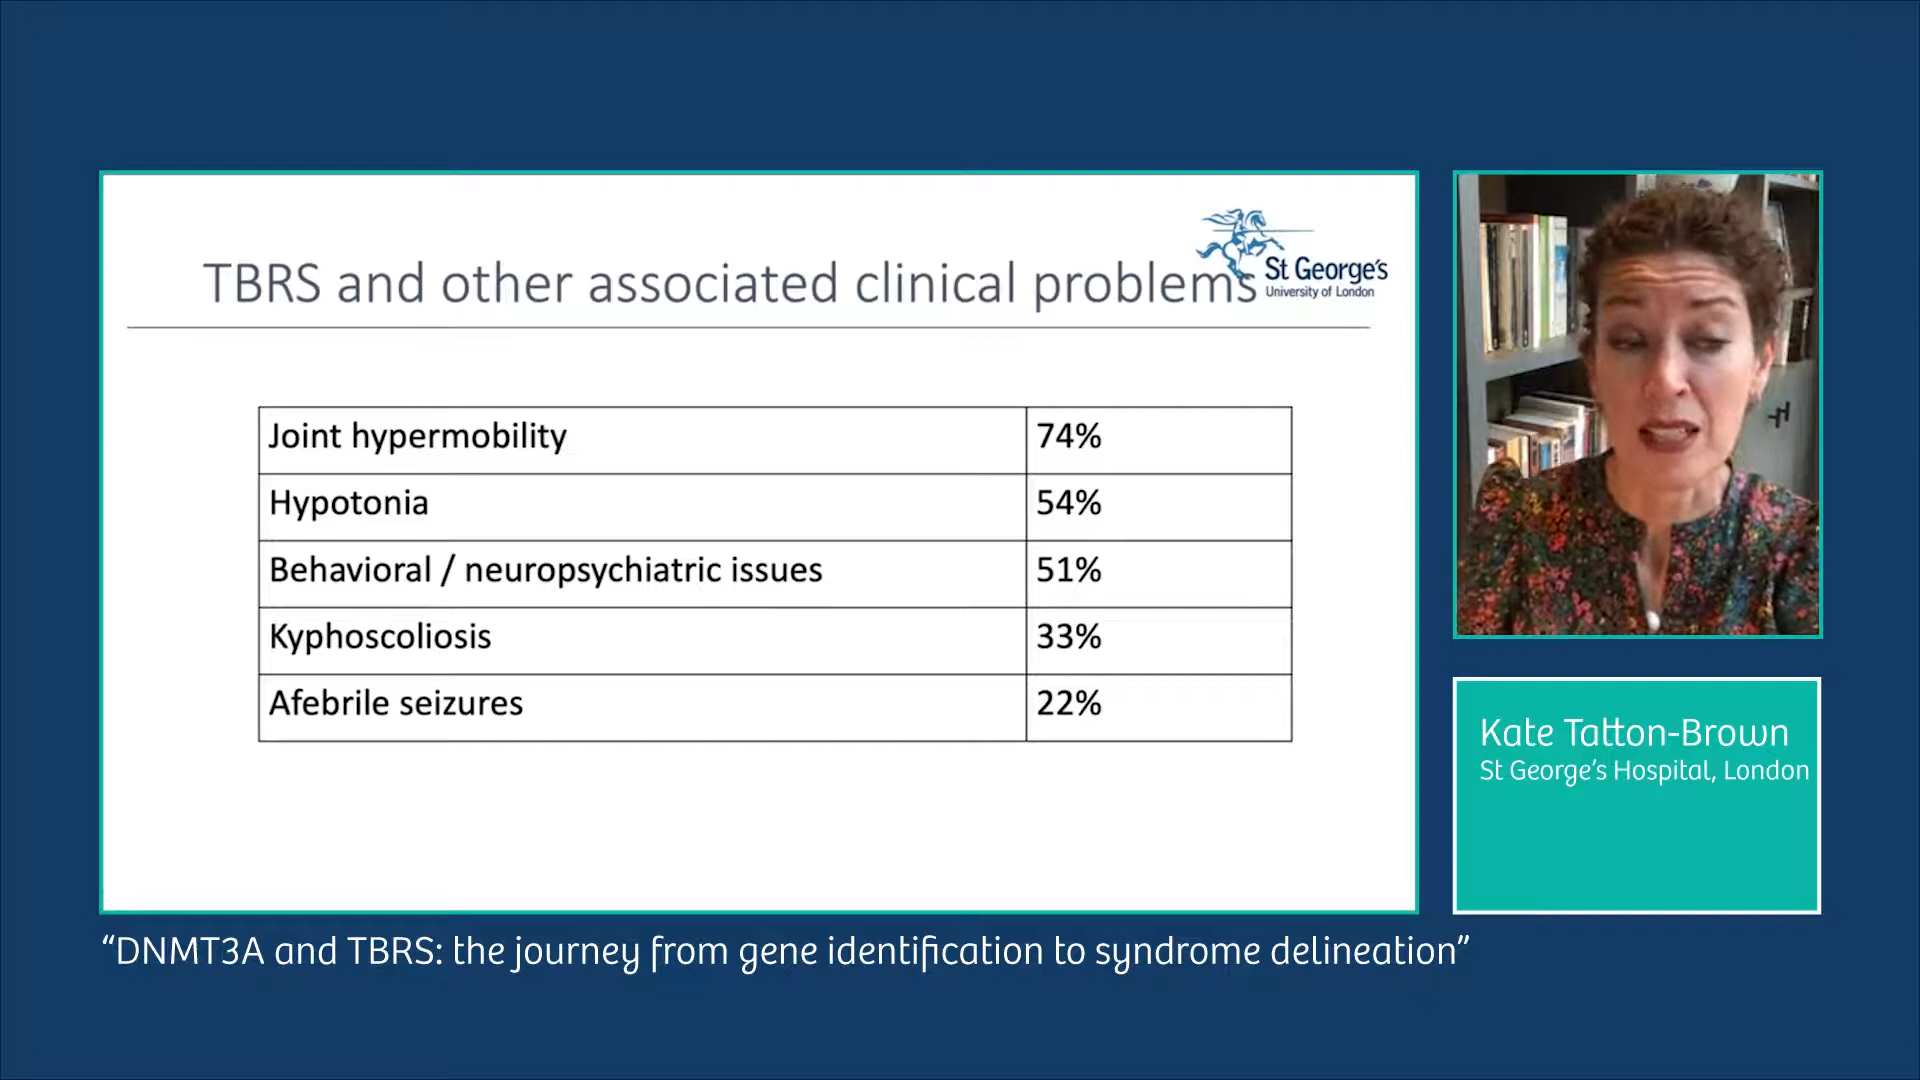 TBRS and other associated clinical problems
St George's
University of London
Joint hypermobility 74%
Hypotonia 54%
Behavioral / neuropsychiatric issues 51%
Kyphoscoliosis 33%
Afebrile seizures 22%
Kate Tatton-Brown
St George's Hospital, London
“DNMT3A and TBRS: the journey from gene identification to syndrome delineation”